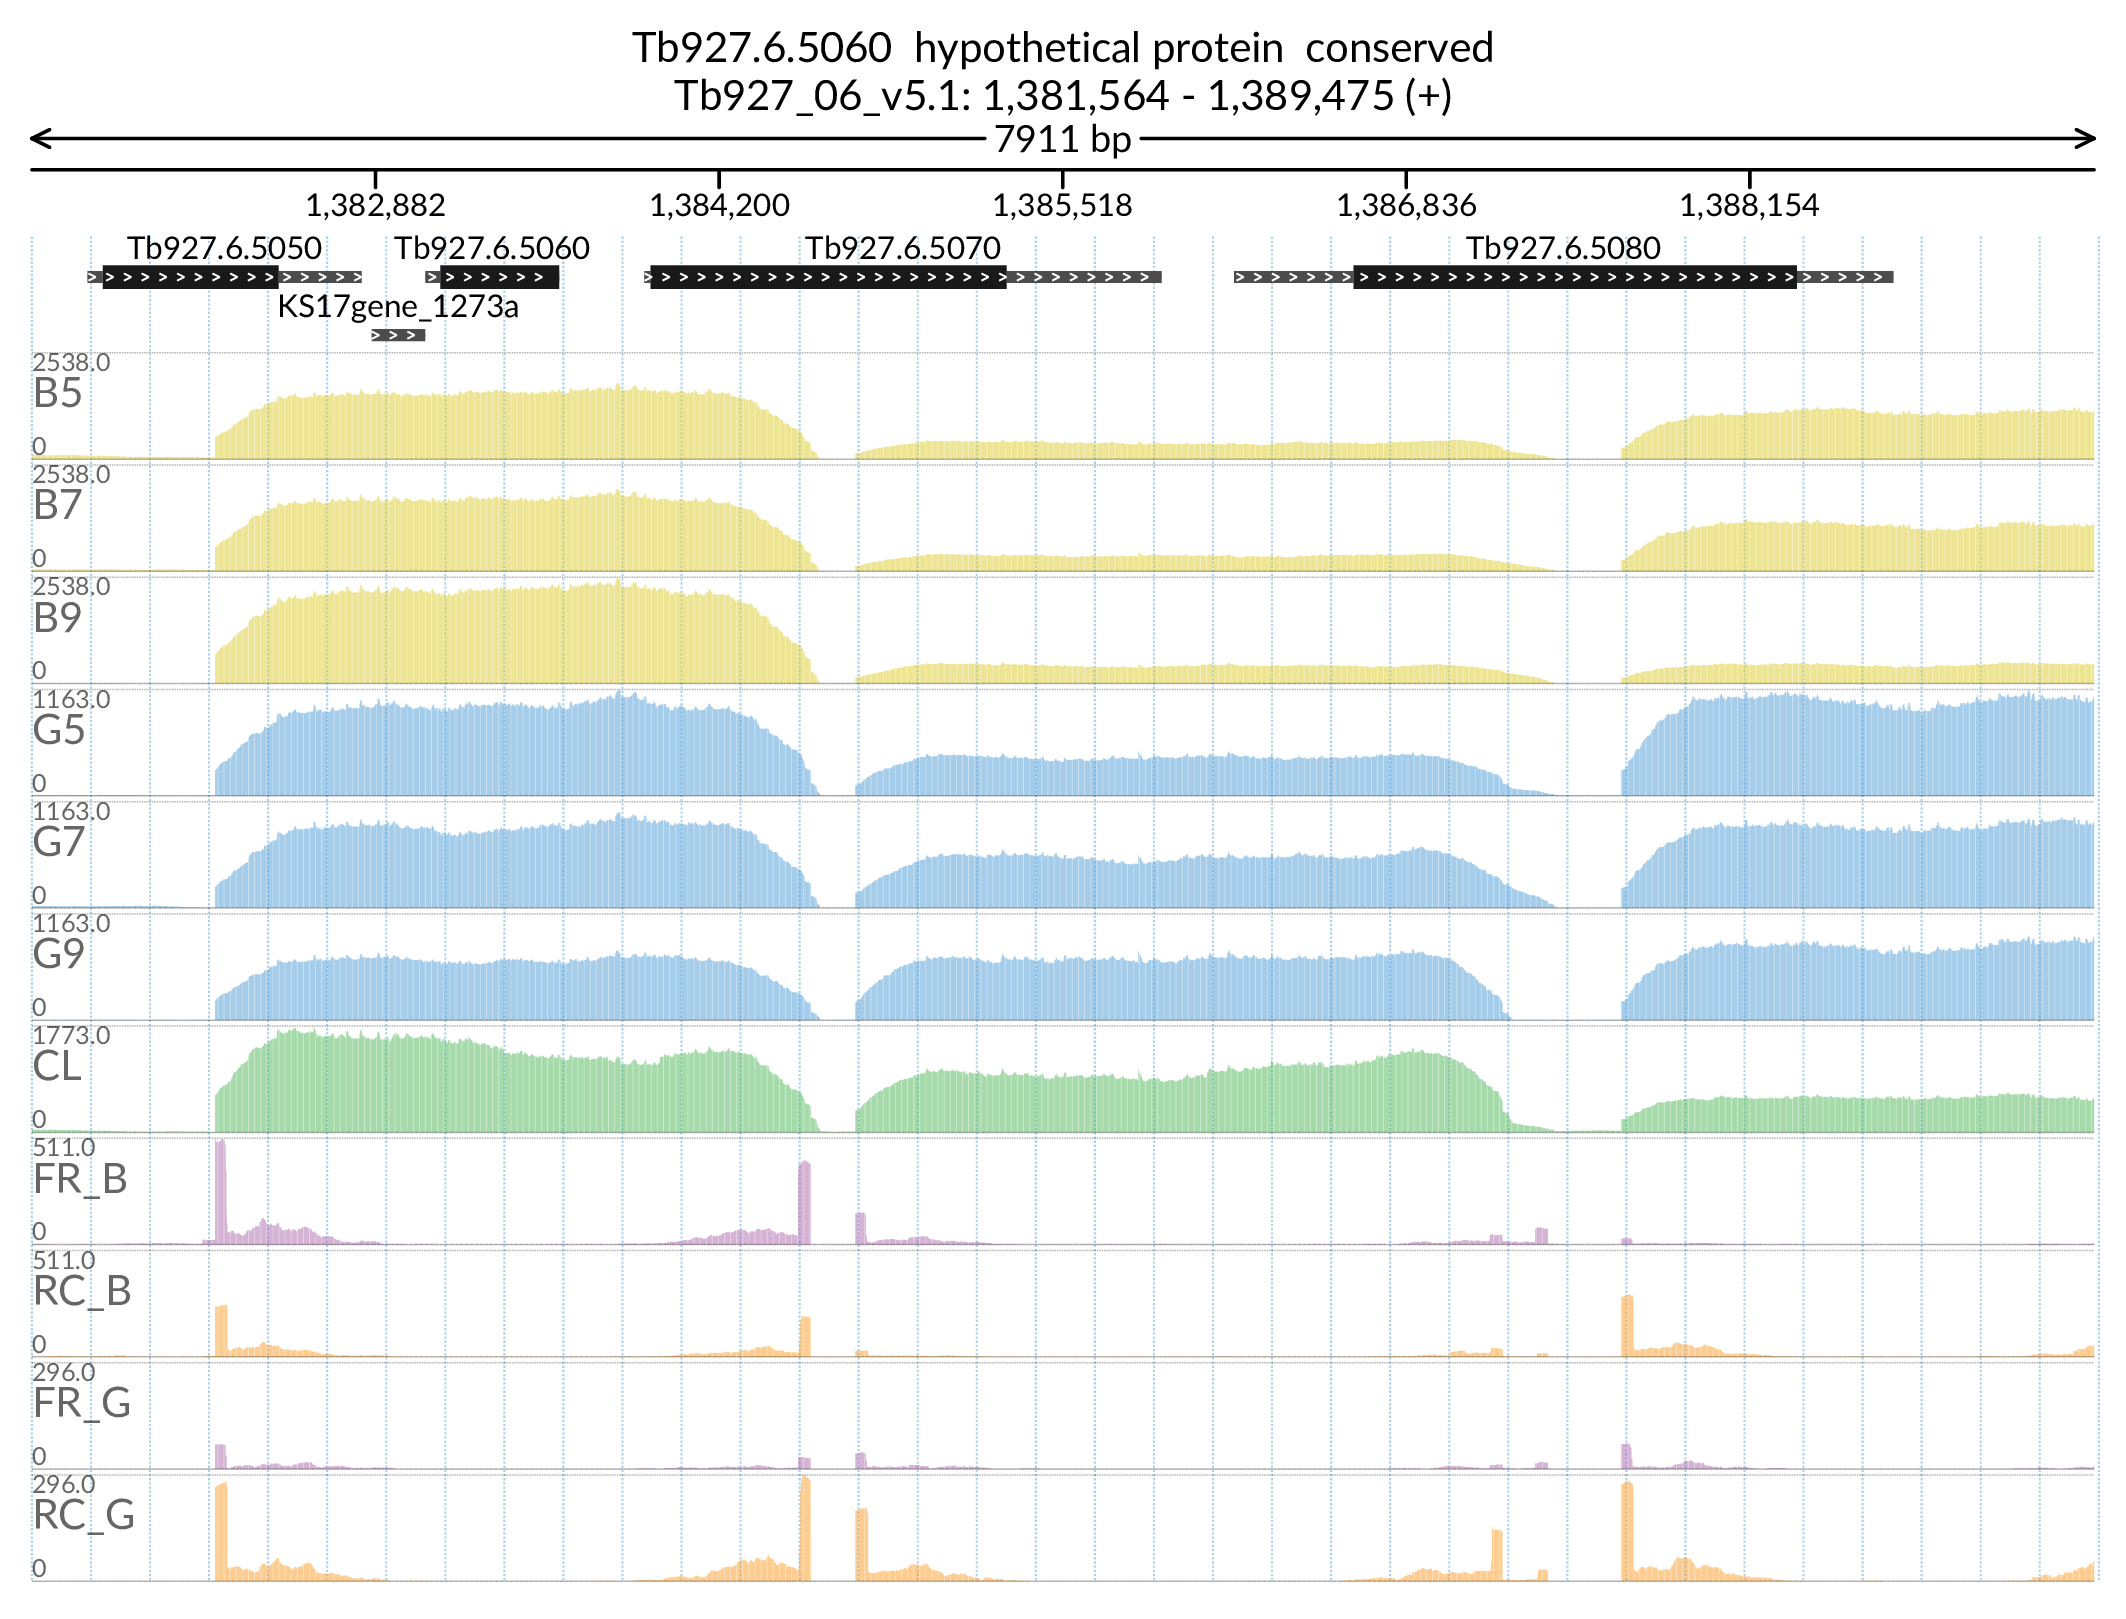 Tb927.6.5060  hypothetical protein  conserved
Tb927_06_v5.1: 1,381,564 - 1,389,475 (+)
7911 bp
1,382,882 1,384,200 1,385,518 1,386,836 1,388,154
Tb927.6.5050 Tb927.6.5060 Tb927.6.5070 Tb927.6.5080
KS17gene_1273a
2538.0
B5
0
2538.0
B7
0
2538.0
B9
0
1163.0
G5
0
1163.0
G7
0
1163.0
G9
0
1773.0
CL
0
511.0
FR_B
0
511.0
RC_B
0
296.0
FR_G
0
296.0
RC_G
0